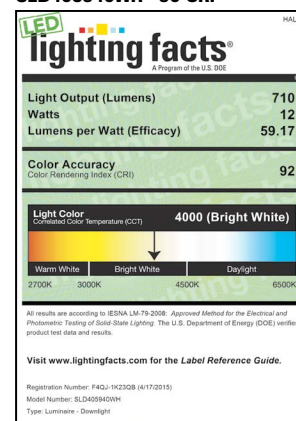 LED
lighting facts®
A Program of the U.S. DOE
HAL
Light Output (Lumens) 710
Watts 12
Lumens per Watt (Efficacy) 59.17
Color Accuracy 92
Color Rendering Index (CRI)
Light Color 4000 (Bright White)
Correlated Color Temperature (CCT)
Warm White Bright White Daylight
2700K 3000K 4500K 6500K
All results are according to IESNA LM-79-2008: Approved Method for the Electrical and
Photometric Testing of Solid-State Lighting. The U.S. Department of Energy (DOE) verifies
product test data and results.
Visit www.lightingfacts.com for the Label Reference Guide.
Registration Number: F4QJ-1K23QB (4/17/2015)
Model Number: SLD405940WH
Type: Luminaire - Downlight